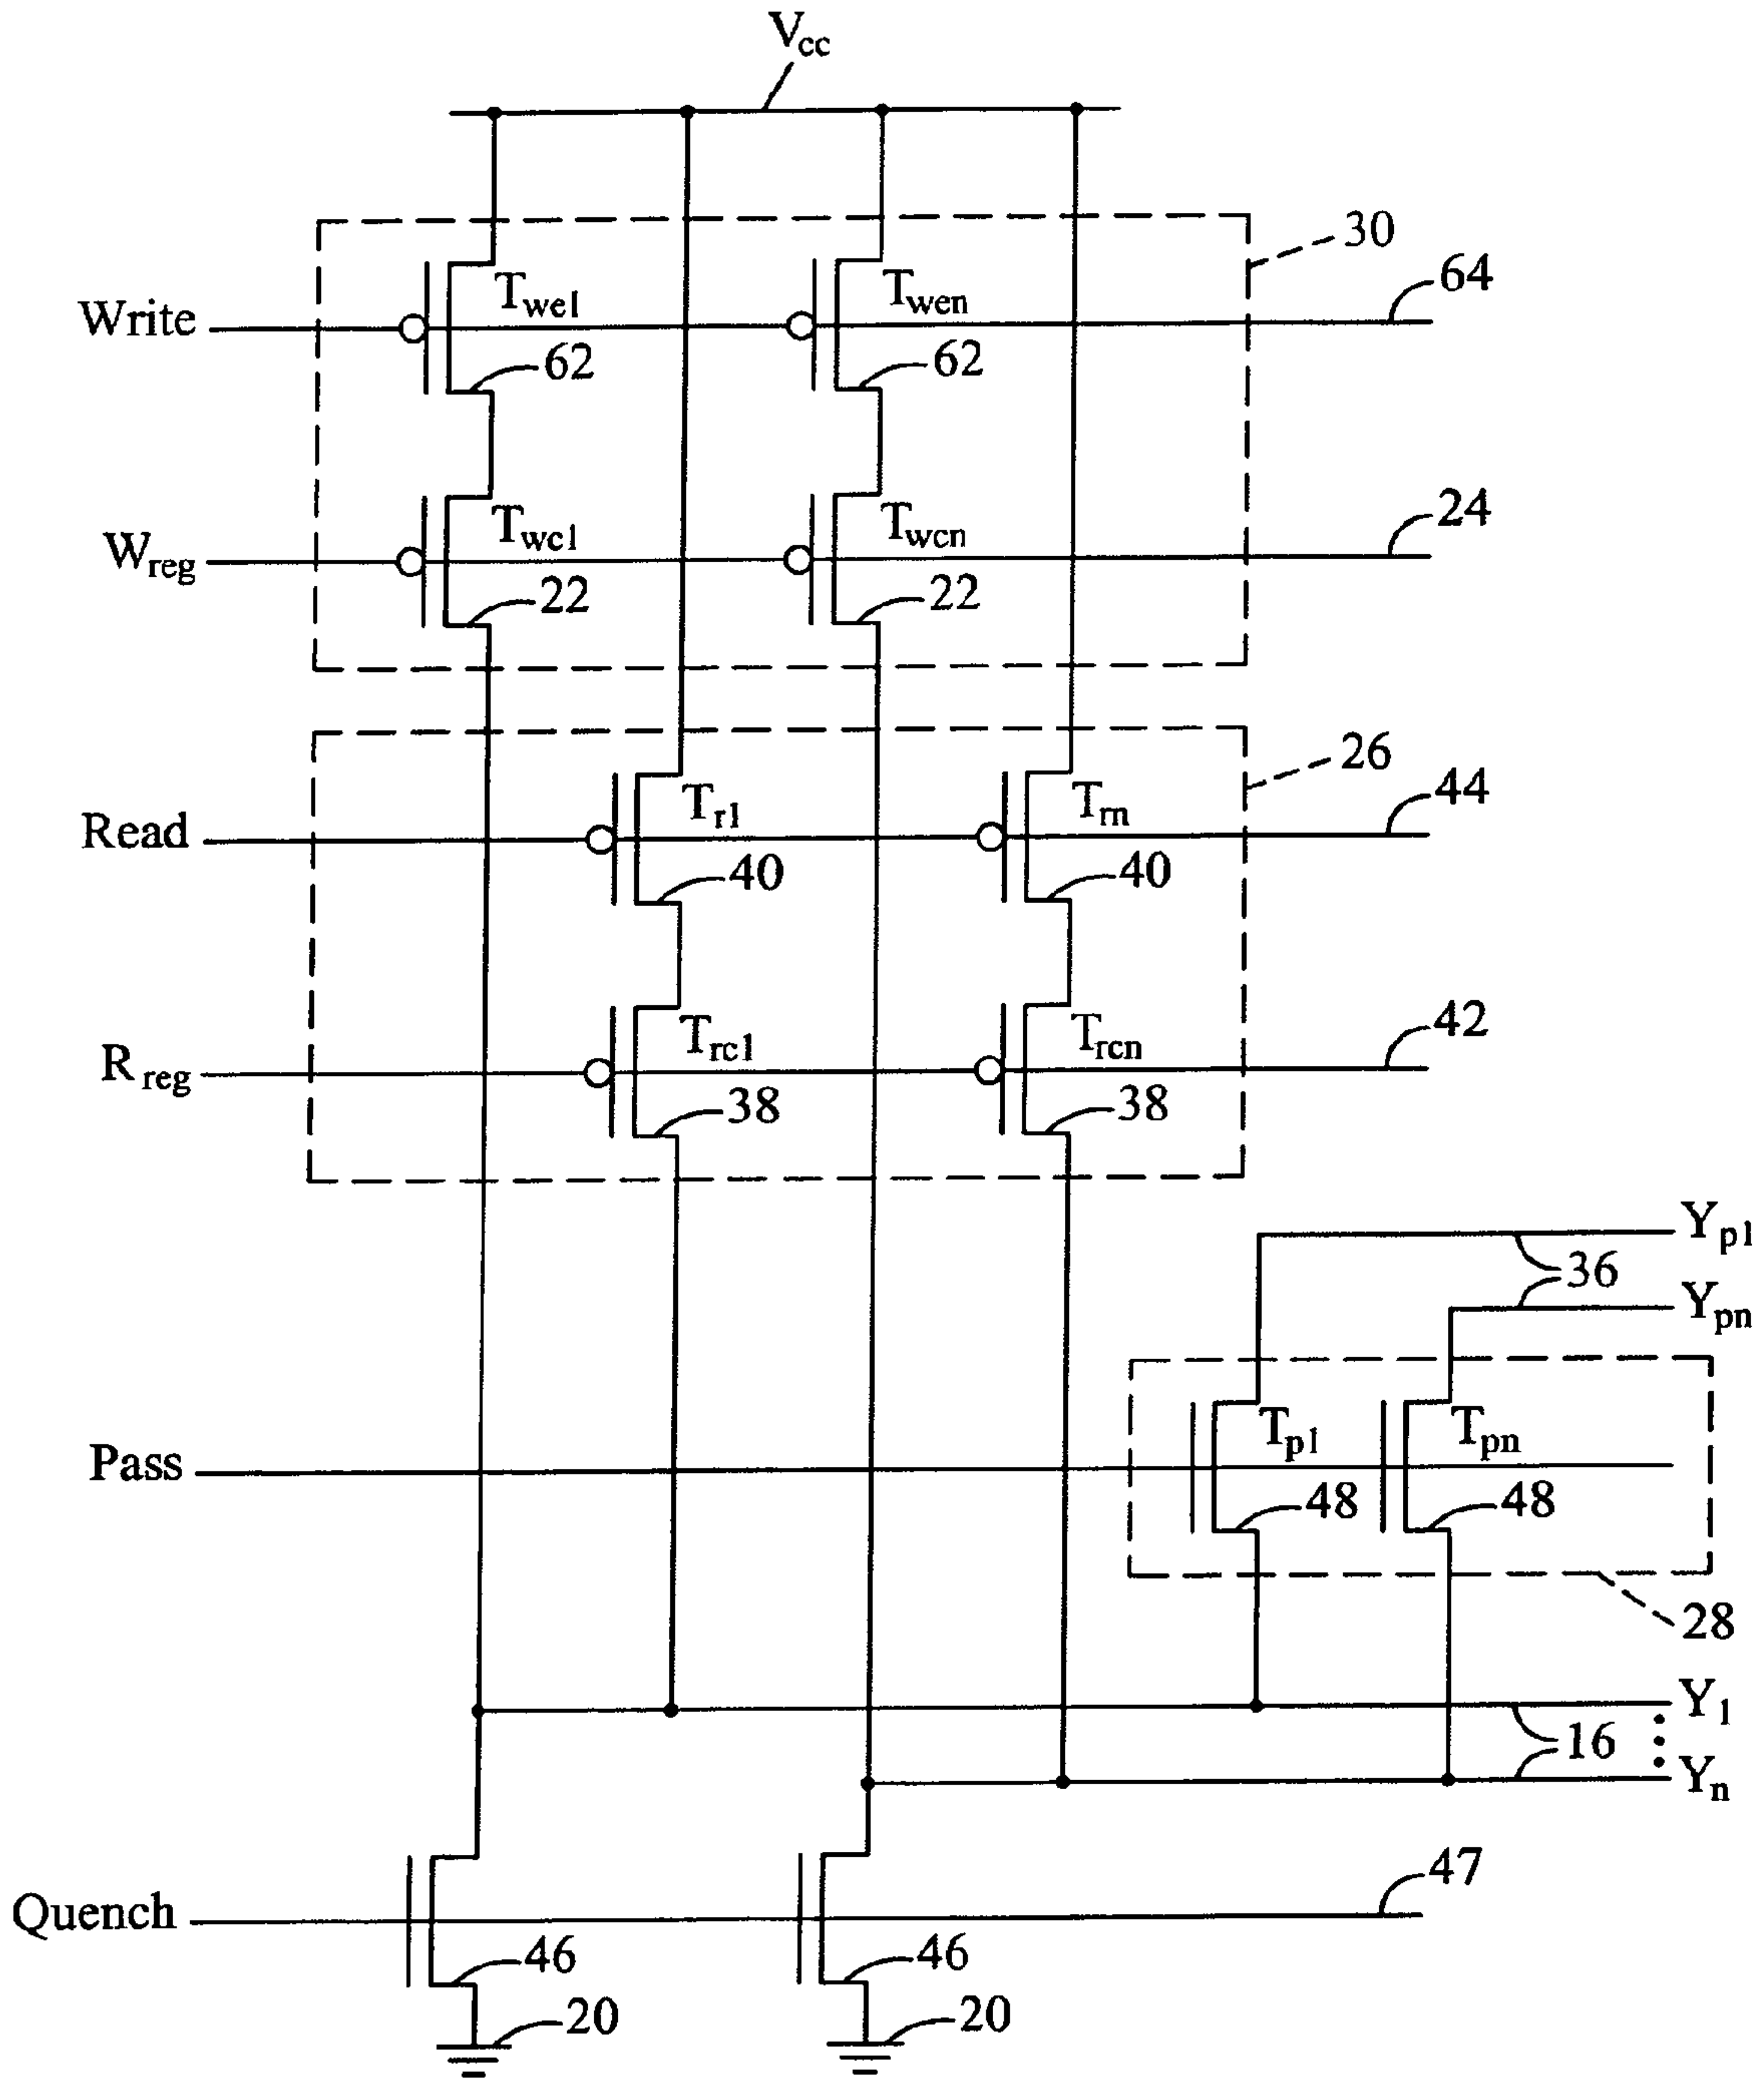 Vcc
30
Write Twe1 Twen 64
62 62
Wreg Twc1 Twcn 24
22 22
26
Read Tr1 Trn 44
40 40
Rreg Trc1 Trcn 42
38 38
Yp1
36
Ypn
Pass Tp1 Tpn
48 48
28
Y1
16
Yn
Quench 47
46 46
20 20